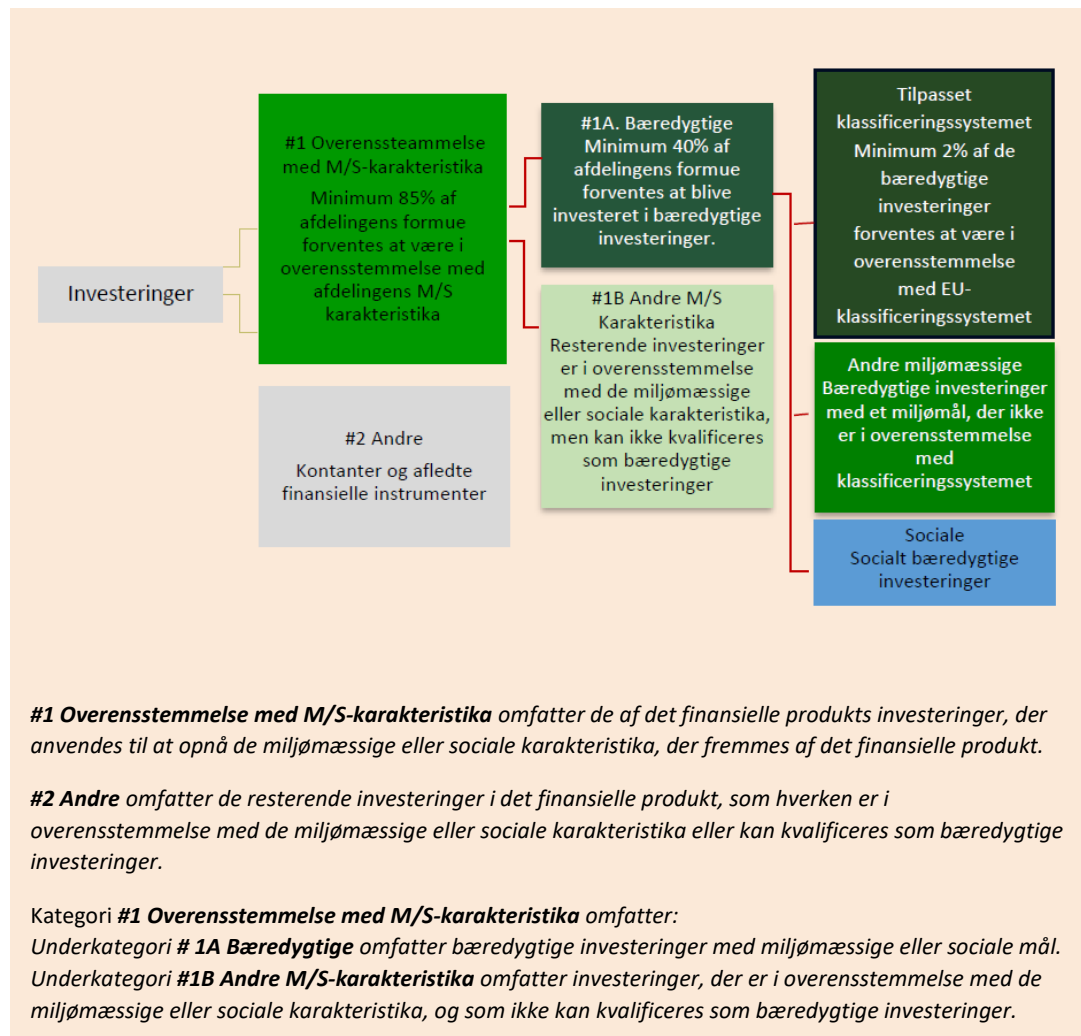 Investeringer
#1 Overenssteammelse
med M/S-karakteristika
Minimum 85% af
afdelingens formue
forventes at være i
overensstemmelse med
afdelingens M/S
karakteristika
#2 Andre
Kontanter og afledte
finansielle instrumenter
#1A. Bæredygtige
Minimum 40% af
afdelingens formue
forventes at blive
investeret i bæredygtige
investeringer.
#1B Andre M/S
Karakteristika
Resterende investeringer
er i overensstemmelse
med de miljømæssige
eller sociale karakteristika,
men kan ikke kvalificeres
som bæredygtige
investeringer
Tilpasset
klassificeringssystemet
Minimum 2% af de
bæredygtige
investeringer
forventes at være i
overensstemmelse
med EU-
klassificeringssystemet
Andre miljømæssige
Bæredygtige investeringer
med et miljømål, der ikke
er i overensstemmelse
med
klassificeringssystemet
Sociale
Socialt bæredygtige
investeringer
#1 Overensstemmelse med M/S-karakteristika omfatter de af det finansielle produkts investeringer, der
anvendes til at opnå de miljømæssige eller sociale karakteristika, der fremmes af det finansielle produkt.
#2 Andre omfatter de resterende investeringer i det finansielle produkt, som hverken er i
overensstemmelse med de miljømæssige eller sociale karakteristika eller kan kvalificeres som bæredygtige
investeringer.
Kategori #1 Overensstemmelse med M/S-karakteristika omfatter:
Underkategori # 1A Bæredygtige omfatter bæredygtige investeringer med miljømæssige eller sociale mål.
Underkategori #1B Andre M/S-karakteristika omfatter investeringer, der er i overensstemmelse med de
miljømæssige eller sociale karakteristika, og som ikke kan kvalificeres som bæredygtige investeringer.